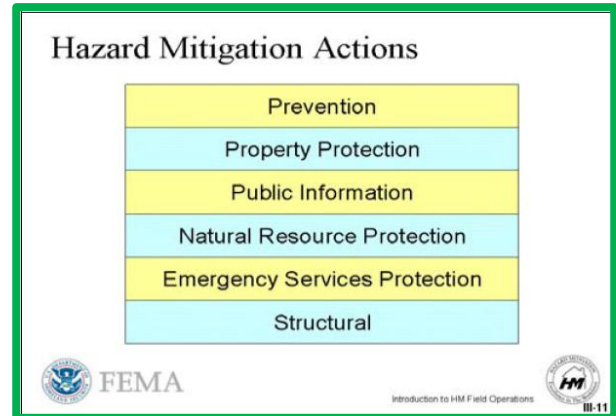 Hazard Mitigation Actions
Prevention
Property Protection
Public Information
Natural Resource Protection
Emergency Services Protection
Structural
FEMA
Introduction to HM Field Operations
HM
III-11